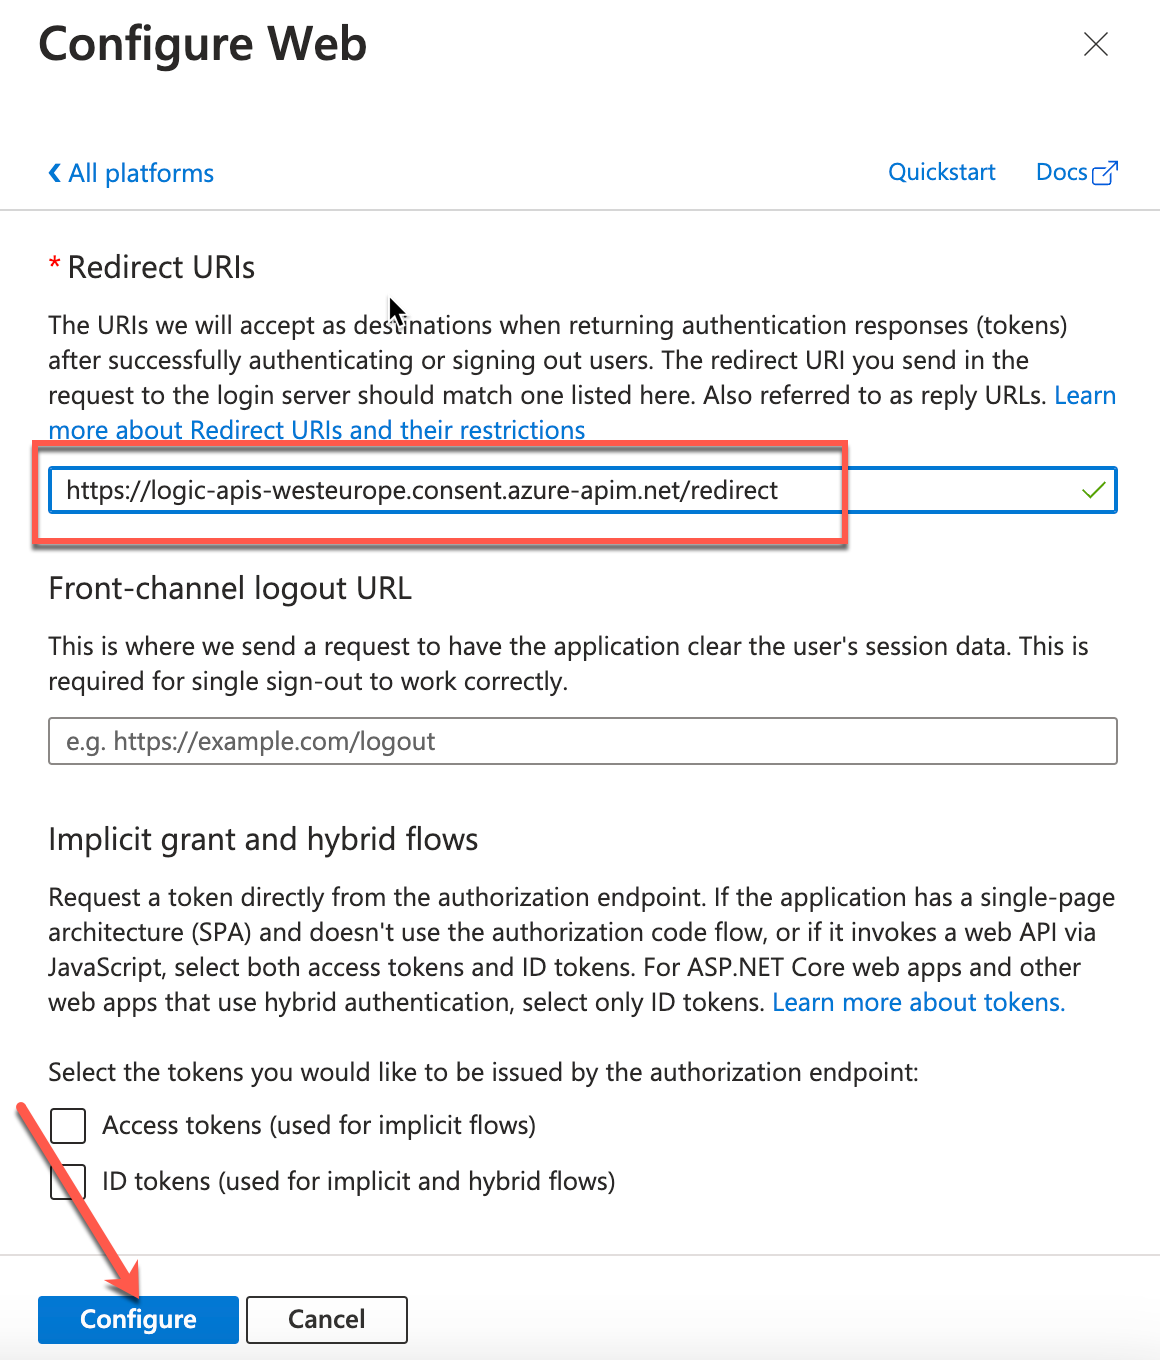 Configure Web
All platforms
Quickstart
Docs
* Redirect URIs
The URIs we will accept as destinations when returning authentication responses (tokens)
after successfully authenticating or signing out users. The redirect URI you send in the
request to the login server should match one listed here. Also referred to as reply URLs. Learn
more about Redirect URIs and their restrictions
https://logic-apis-westeurope.consent.azure-apim.net/redirect
Front-channel logout URL
This is where we send a request to have the application clear the user's session data. This is
required for single sign-out to work correctly.
e.g. https://example.com/logout
Implicit grant and hybrid flows
Request a token directly from the authorization endpoint. If the application has a single-page
architecture (SPA) and doesn't use the authorization code flow, or if it invokes a web API via
JavaScript, select both access tokens and ID tokens. For ASP.NET Core web apps and other
web apps that use hybrid authentication, select only ID tokens. Learn more about tokens.
Select the tokens you would like to be issued by the authorization endpoint:
Access tokens (used for implicit flows)
ID tokens (used for implicit and hybrid flows)
Configure
Cancel